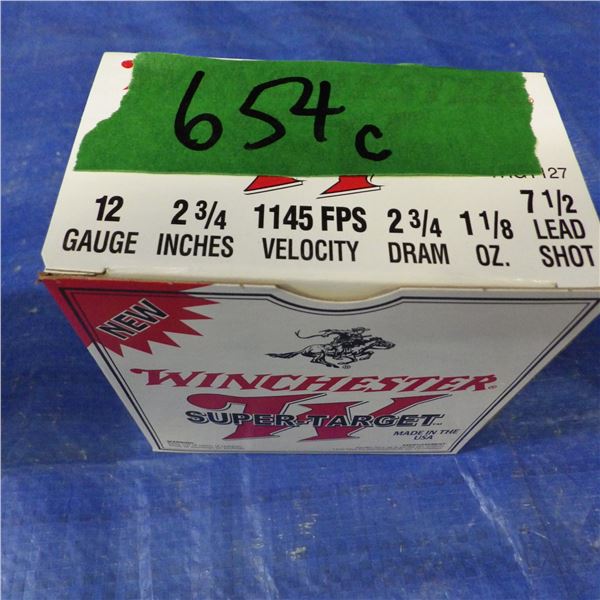 654c
12 GAUGE
2 3/4 INCHES
1145 FPS VELOCITY
2 3/4 DRAM
1 1/8 OZ.
7 1/2 LEAD SHOT
NEW
WINCHESTER
SUPER-TARGET
MADE IN THE
USA